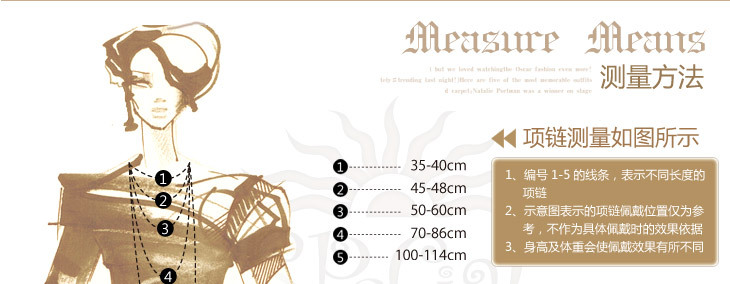 Measure Means
测量方法
项链测量如图所示
1 35-40cm
2 45-48cm
3 50-60cm
4 70-86cm
5 100-114cm
1、编号 1-5 的线条，表示不同长度的
项链
2、示意图表示的项链佩戴位置仅为参
考，不作为具体佩戴时的效果依据
3、身高及体重会使佩戴效果有所不同
1
2
3
4